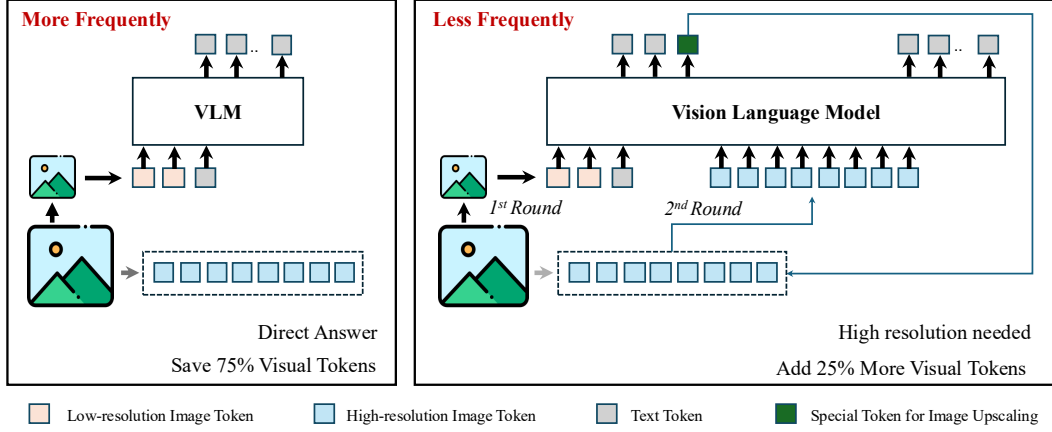 More Frequently
..
VLM
Direct Answer
Save 75% Visual Tokens
Less Frequently
..
Vision Language Model
1st Round
2nd Round
High resolution needed
Add 25% More Visual Tokens
Low-resolution Image Token
High-resolution Image Token
Text Token
Special Token for Image Upscaling